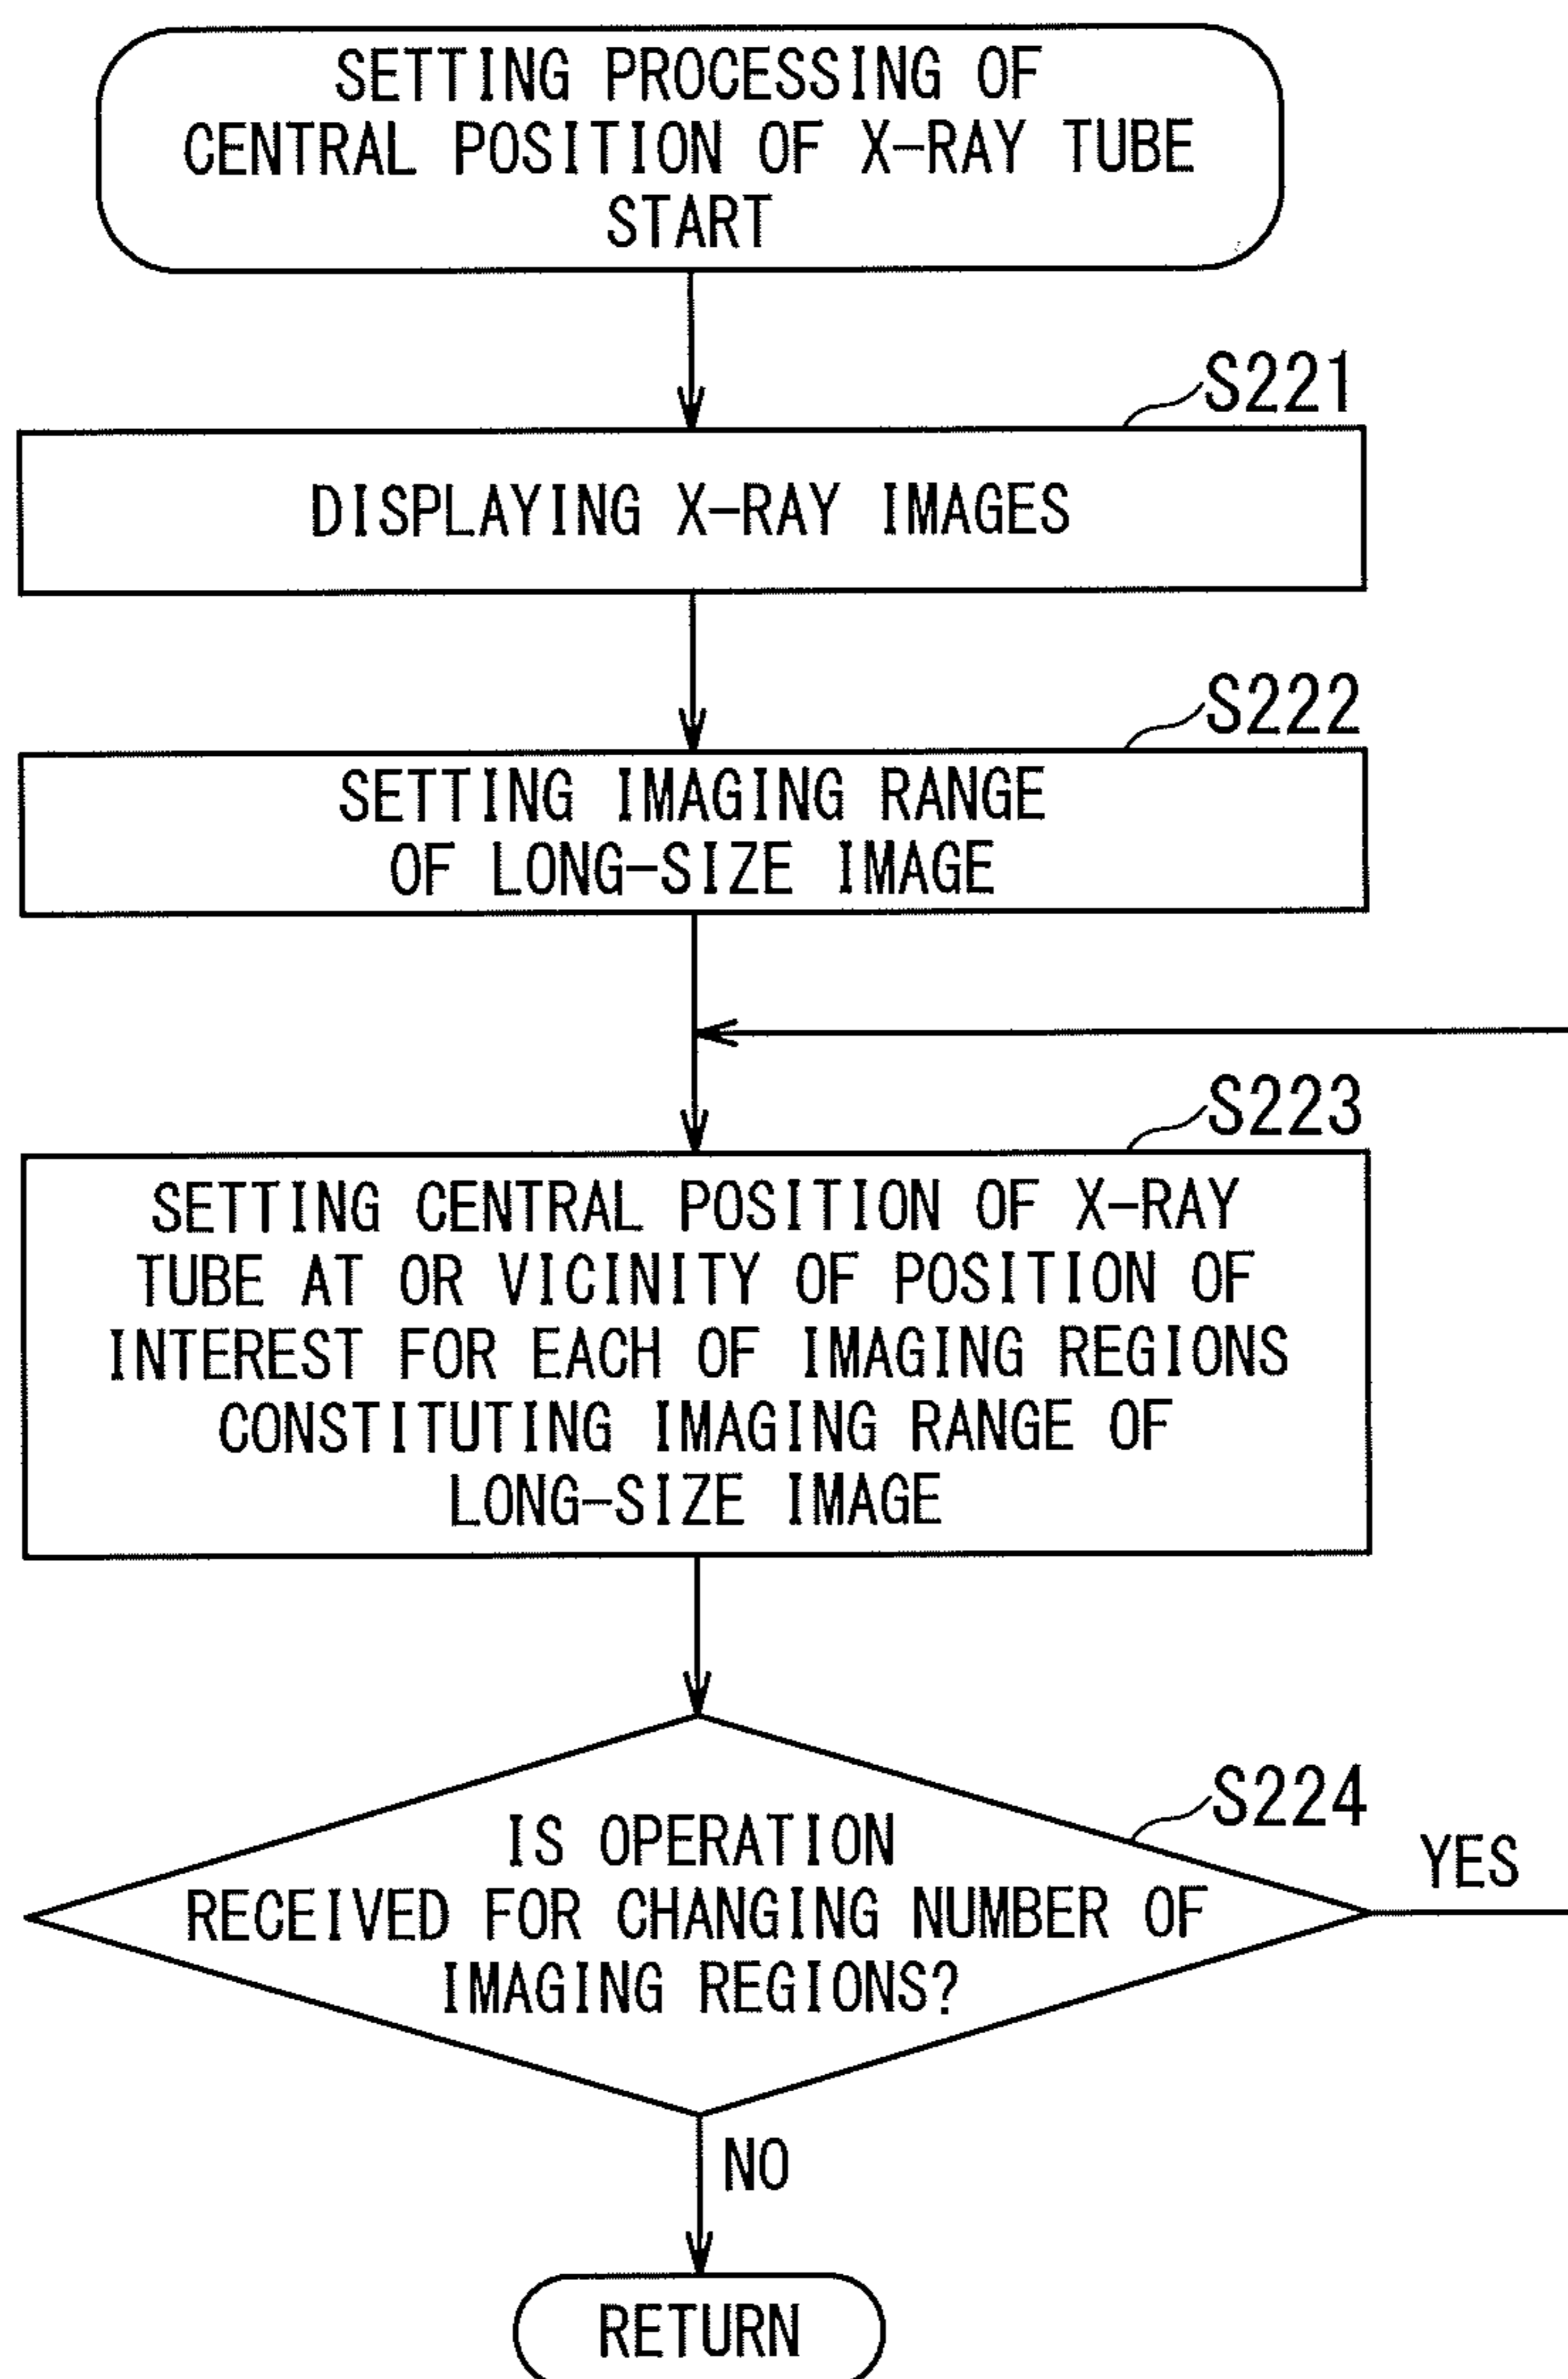 SETTING PROCESSING OF
CENTRAL POSITION OF X-RAY TUBE
START
S221
DISPLAYING X-RAY IMAGES
S222
SETTING IMAGING RANGE
OF LONG-SIZE IMAGE
S223
SETTING CENTRAL POSITION OF X-RAY
TUBE AT OR VICINITY OF POSITION OF
INTEREST FOR EACH OF IMAGING REGIONS
CONSTITUTING IMAGING RANGE OF
LONG-SIZE IMAGE
S224
IS OPERATION
RECEIVED FOR CHANGING NUMBER OF
IMAGING REGIONS?
YES
NO
RETURN